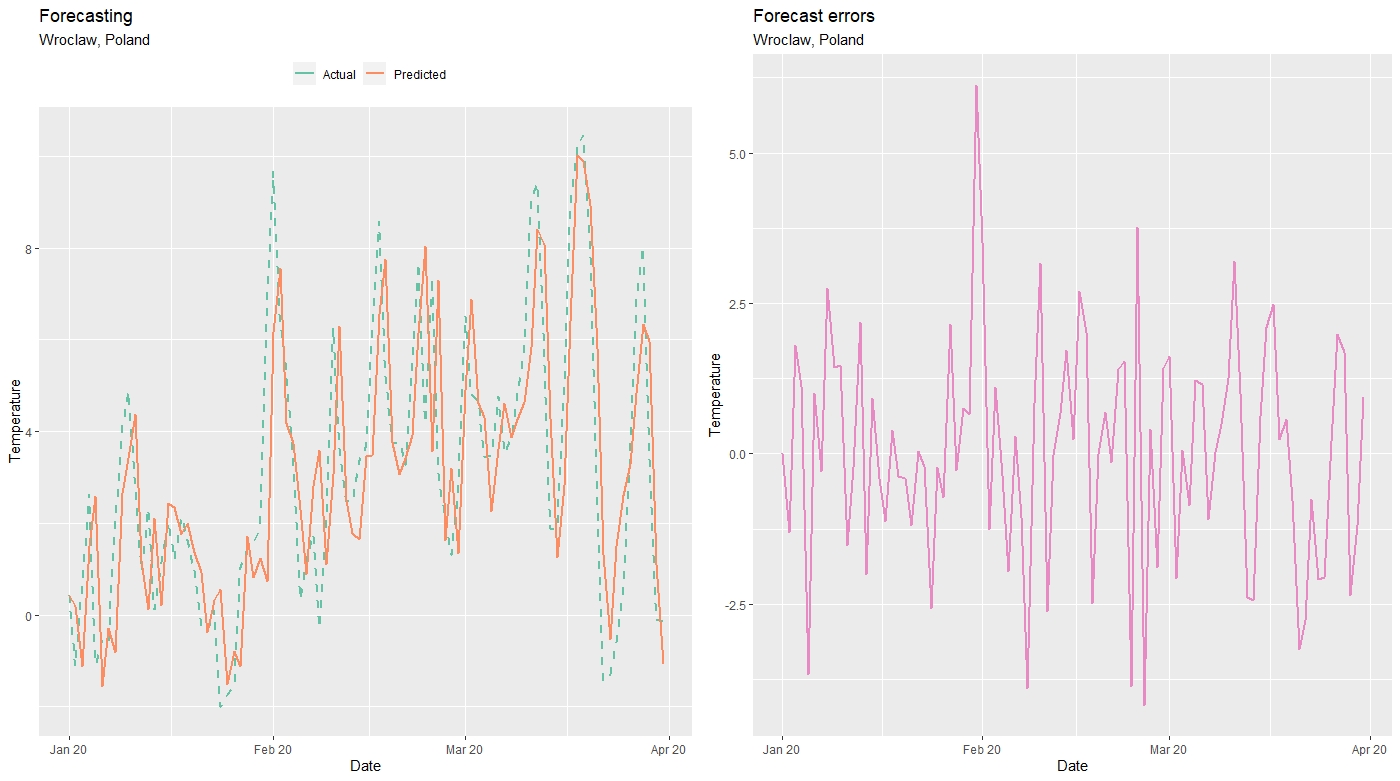 Forecasting
Wroclaw, Poland
Actual Predicted
Temperature
8
4
0
Jan 20 Feb 20 Mar 20 Apr 20
Date
Forecast errors
Wroclaw, Poland
Temperature
5.0
2.5
0.0
-2.5
Jan 20 Feb 20 Mar 20 Apr 20
Date